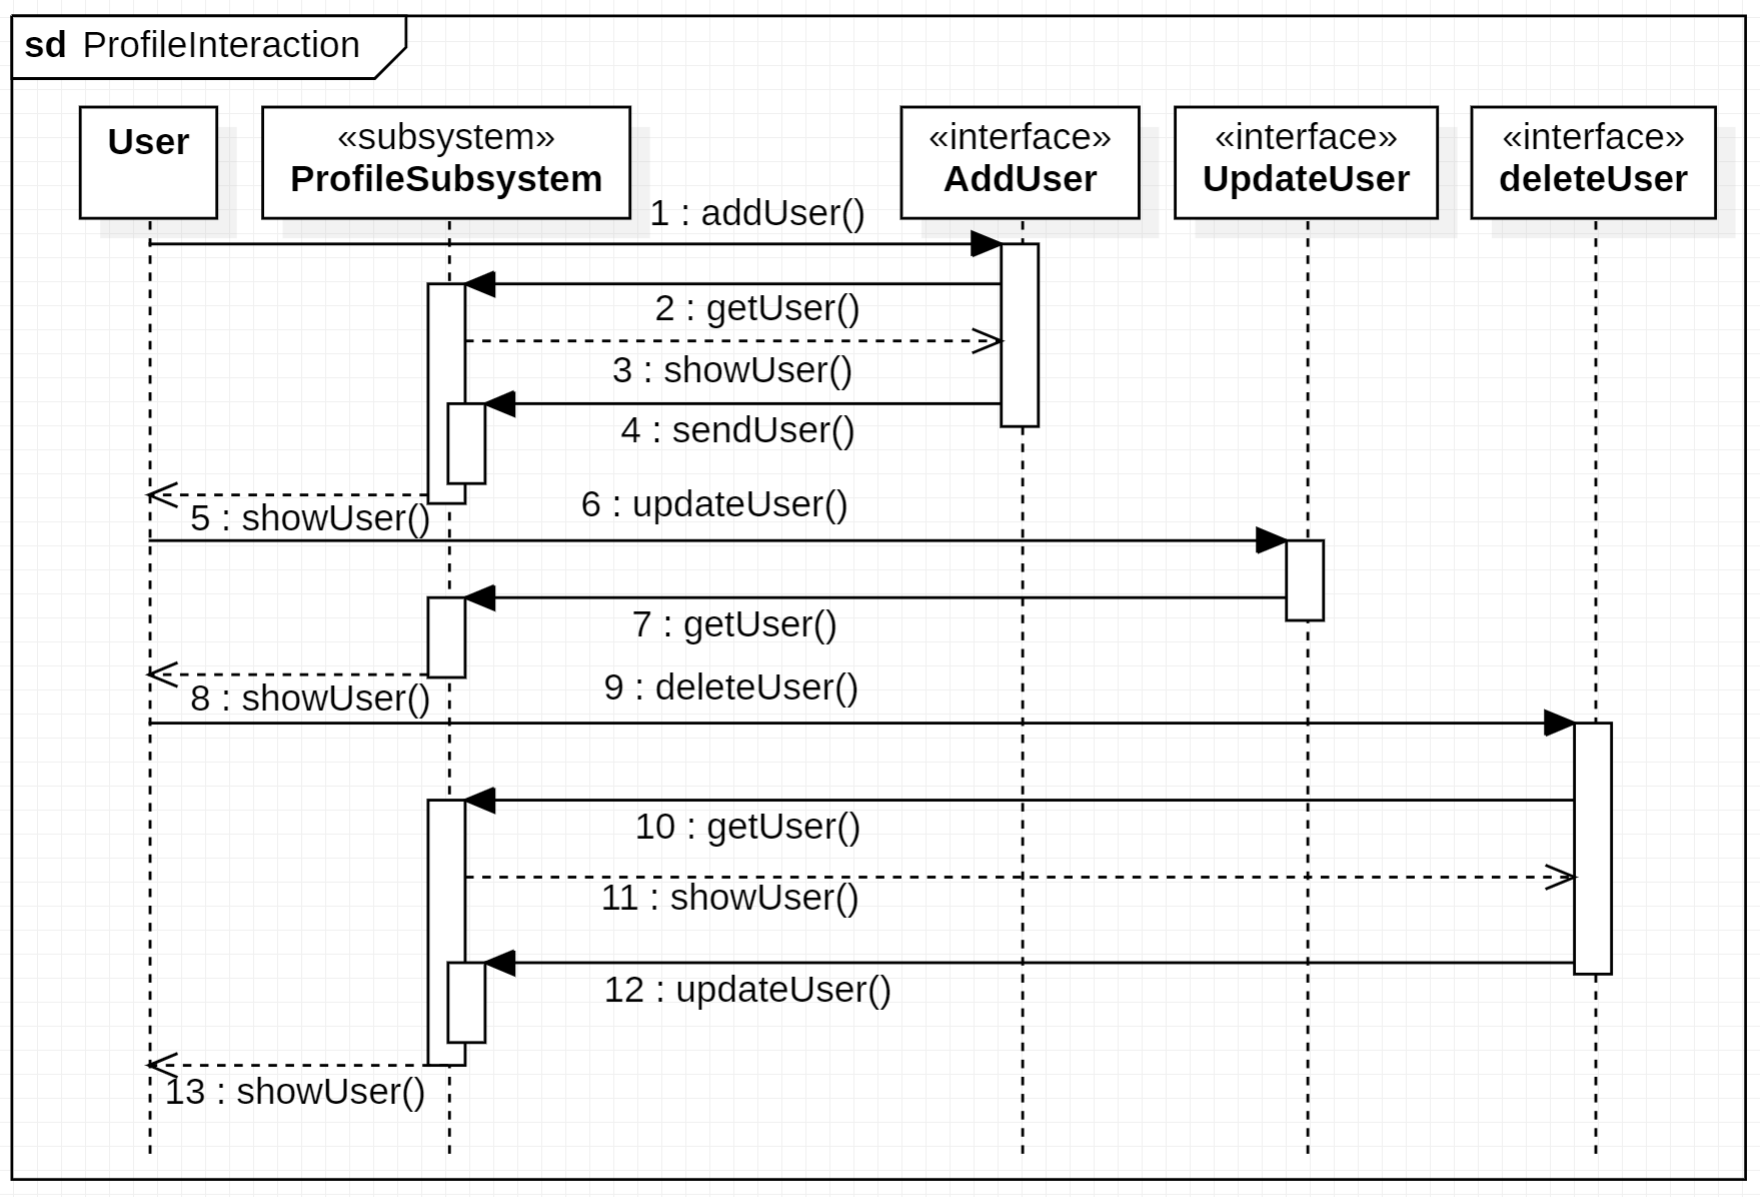 sd ProfileInteraction
User
«subsystem»
ProfileSubsystem
«interface»
AddUser
«interface»
UpdateUser
«interface»
deleteUser
1 : addUser()
2 : getUser()
3 : showUser()
4 : sendUser()
5 : showUser()
6 : updateUser()
7 : getUser()
8 : showUser()
9 : deleteUser()
10 : getUser()
11 : showUser()
12 : updateUser()
13 : showUser()